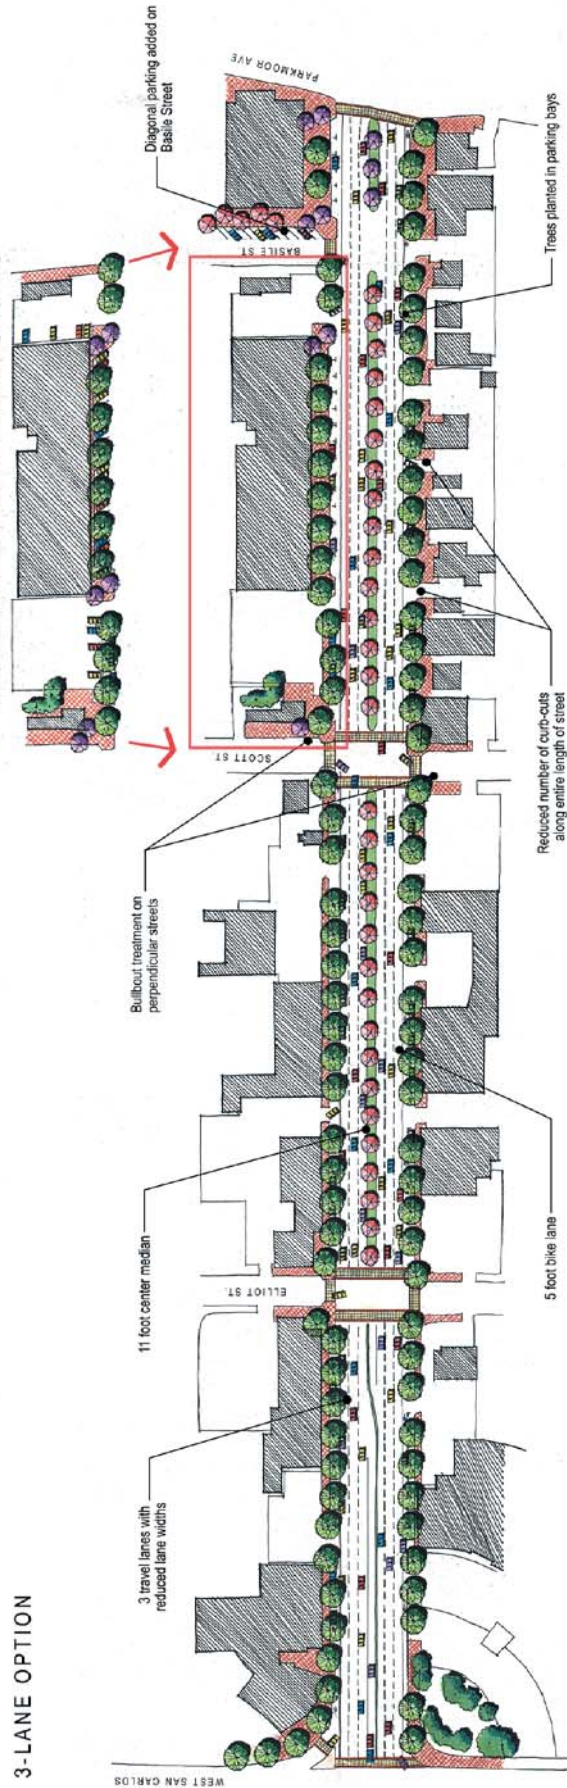 3-LANE OPTION
WEST SAN CARLOS
3 travel lanes with
reduced lane widths
ELLIOT ST.
11 foot center median
5 foot bike lane
Bulbout treatment on
perpendicular streets
SCOTT ST
Reduced number of curb-cuts
along entire length of street
BASILE ST.
Diagonal parking added on
Basile Street
Trees planted in parking bays
PARKMOOR AVE